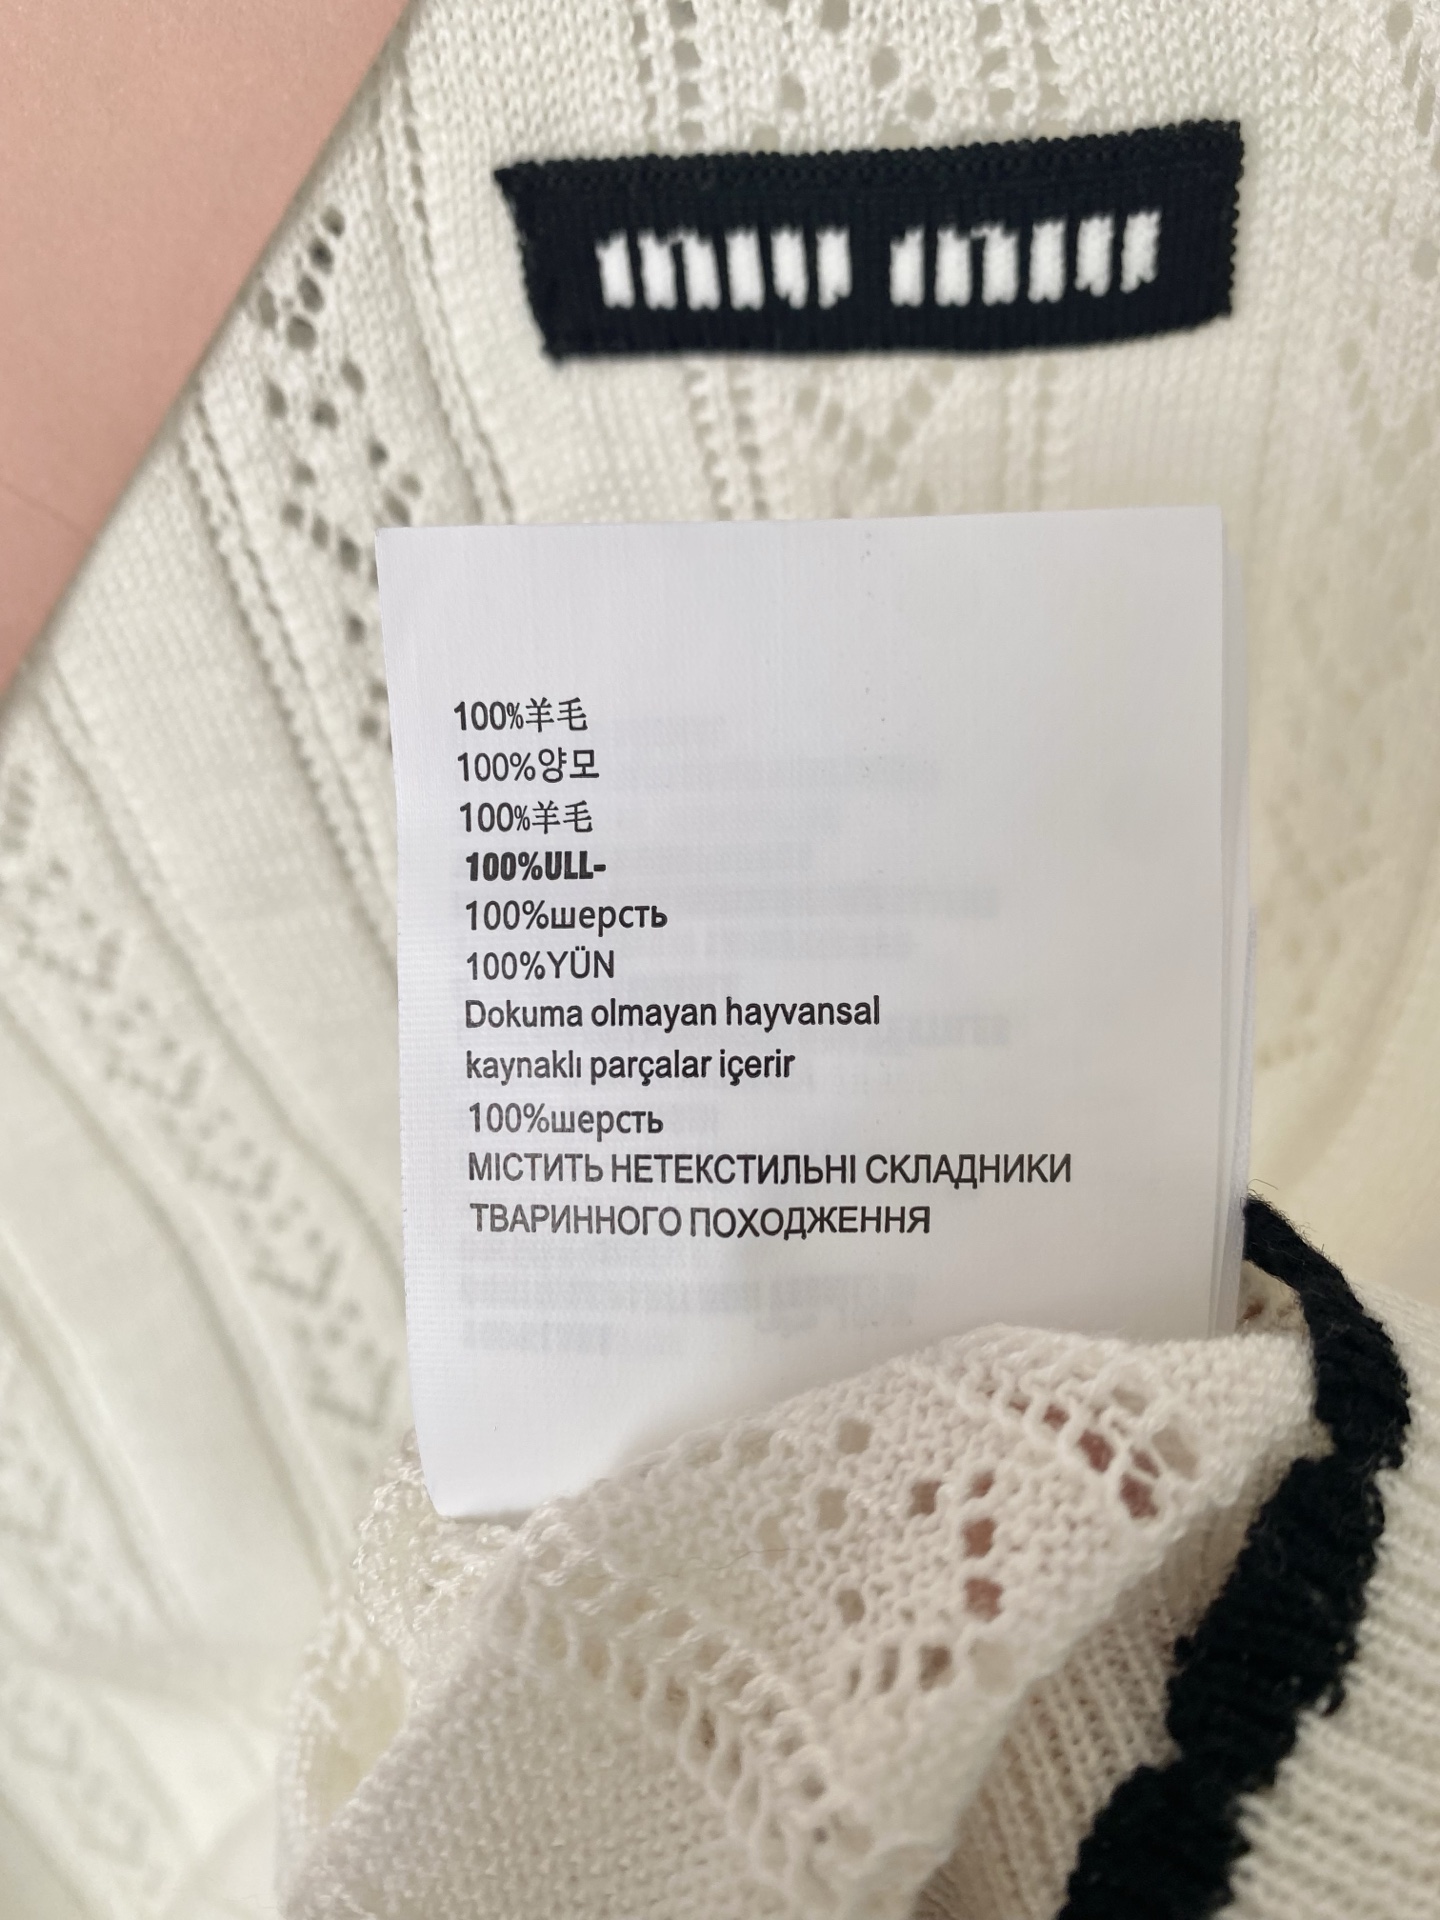 miu miu
100%羊毛
100%양모
100%羊毛
100%ULL-
100%шерсть
100%YÜN
Dokuma olmayan hayvansal
kaynaklı parçalar içerir
100%шерсть
МІСТИТЬ НЕТЕКСТИЛЬНІ СКЛАДНИКИ
ТВАРИННОГО ПОХОДЖЕННЯ